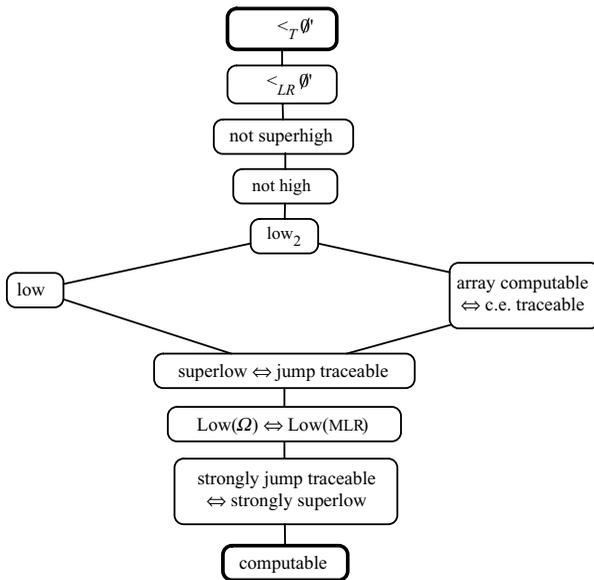 <_T ∅'
<_LR ∅'
not superhigh
not high
low₂
low
array computable
⇔ c.e. traceable
superlow ⇔ jump traceable
Low(Ω) ⇔ Low(MLR)
strongly jump traceable
⇔ strongly superlow
computable